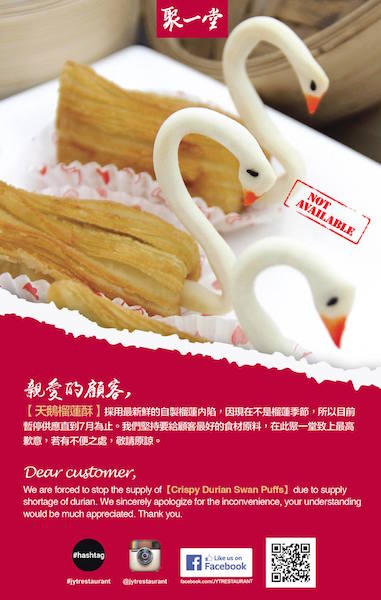 聚一堂
NOT
AVAILABLE
親愛的顧客,
【天鵝榴蓮酥】採用最新鮮的自製榴蓮内陷，因現在不是榴蓮季節，所以目前
暫停供應直到7月為止。我們堅持要給顧客最好的食材原料，在此聚一堂致上最高
歉意，若有不便之處，敬請原諒。
Dear customer,
We are forced to stop the supply of【Crispy Durian Swan Puffs】due to supply
shortage of durian. We sincerely apologize for the inconvenience, your understanding
would be much appreciated. Thank you.
#hashtag
Instagram
Like us on
Facebook
#jytrestaurant
@jytrestaurant
facebook.com/JYTRESTAURANT